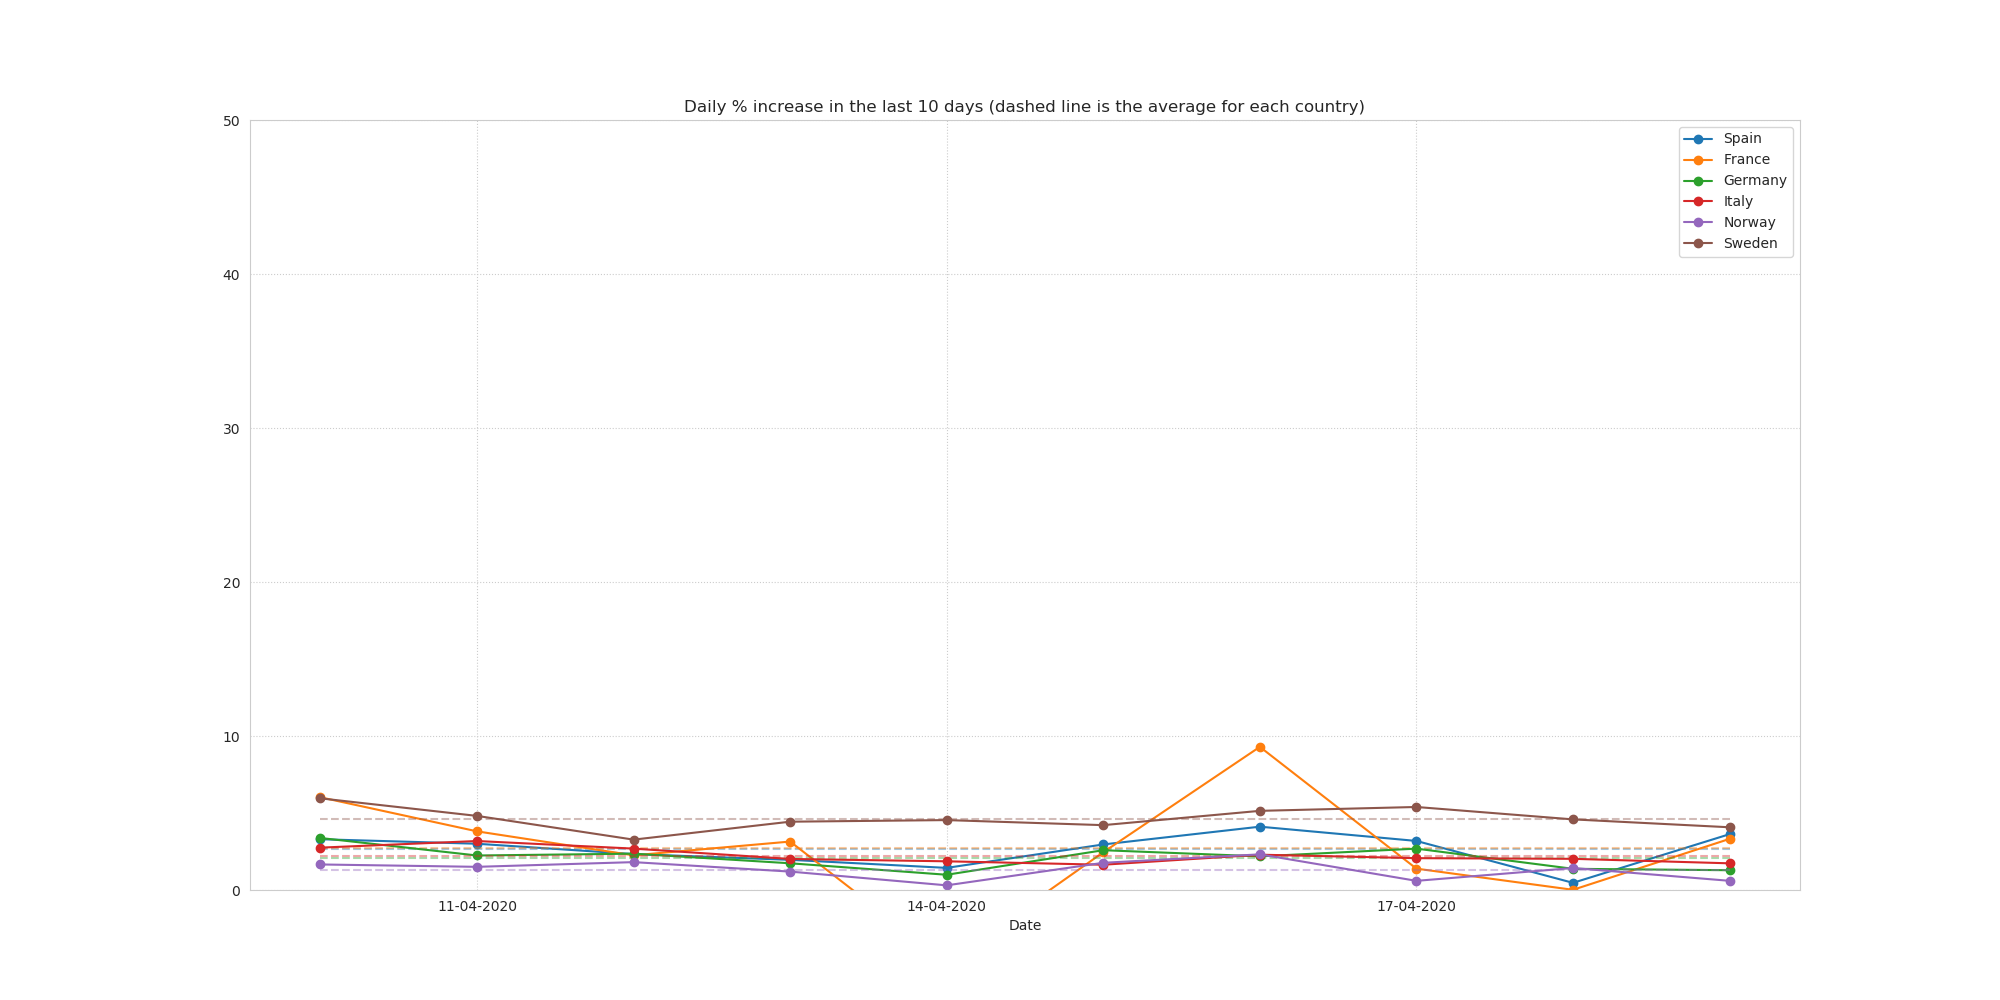 Daily % increase in the last 10 days (dashed line is the average for each country)
50
40
30
20
10
0
Spain
France
Germany
Italy
Norway
Sweden
11-04-2020
14-04-2020
17-04-2020
Date